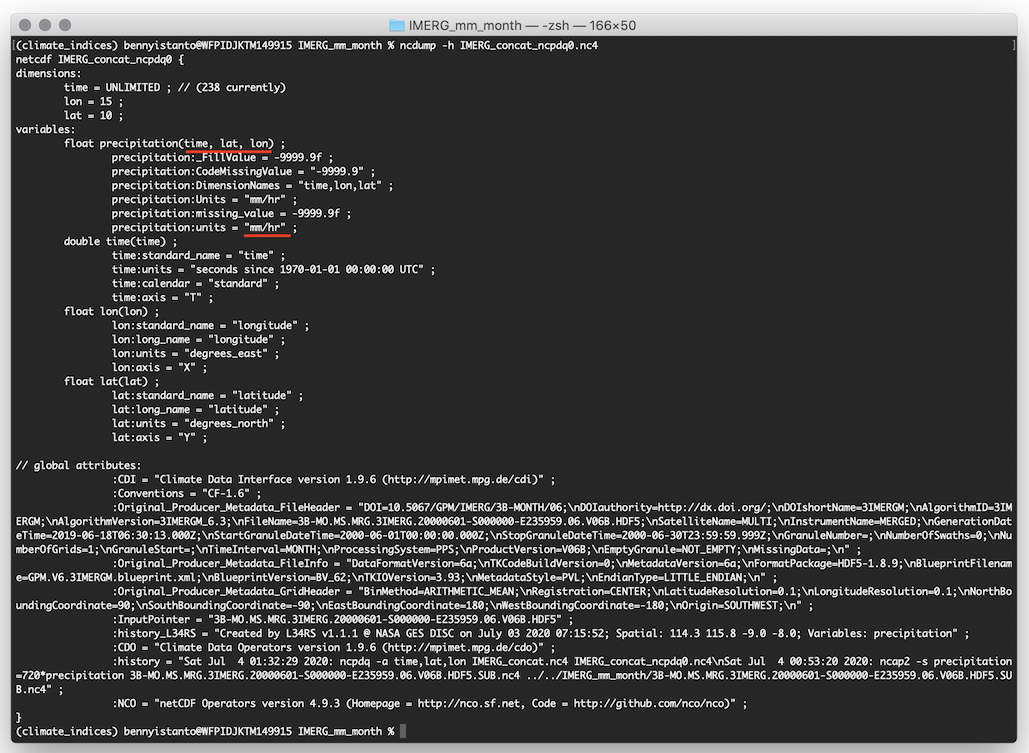 IMERG_mm_month — -zsh — 166×50
[(climate_indices) bennyistanto@WFPIDJKTM149915 IMERG_mm_month % ncdump -h IMERG_concat_ncpdq0.nc4 ]
netcdf IMERG_concat_ncpdq0 {
dimensions:
time = UNLIMITED ; // (238 currently)
lon = 15 ;
lat = 10 ;
variables:
float precipitation(time, lat, lon) ;
precipitation:_FillValue = -9999.9f ;
precipitation:CodeMissingValue = "-9999.9" ;
precipitation:DimensionNames = "time,lon,lat" ;
precipitation:Units = "mm/hr" ;
precipitation:missing_value = -9999.9f ;
precipitation:units = "mm/hr" ;
double time(time) ;
time:standard_name = "time" ;
time:units = "seconds since 1970-01-01 00:00:00 UTC" ;
time:calendar = "standard" ;
time:axis = "T" ;
float lon(lon) ;
lon:standard_name = "longitude" ;
lon:long_name = "longitude" ;
lon:units = "degrees_east" ;
lon:axis = "X" ;
float lat(lat) ;
lat:standard_name = "latitude" ;
lat:long_name = "latitude" ;
lat:units = "degrees_north" ;
lat:axis = "Y" ;
// global attributes:
:CDI = "Climate Data Interface version 1.9.6 (http://mpimet.mpg.de/cdi)" ;
:Conventions = "CF-1.6" ;
:Original_Producer_Metadata_FileHeader = "DOI=10.5067/GPM/IMERG/3B-MONTH/06;\nDOIauthority=http://dx.doi.org/;\nDOIshortName=3IMERGM;\nAlgorithmID=3IM
ERGM;\nAlgorithmVersion=3IMERGM_6.3;\nFileName=3B-MO.MS.MRG.3IMERG.20000601-S000000-E235959.06.V06B.HDF5;\nSatelliteName=MULTI;\nInstrumentName=MERGED;\nGenerationDa
teTime=2019-06-18T06:30:13.000Z;\nStartGranuleDateTime=2000-06-01T00:00:00.000Z;\nStopGranuleDateTime=2000-06-30T23:59:59.999Z;\nGranuleNumber=;\nNumberOfSwaths=0;\nNu
mberOfGrids=1;\nGranuleStart=;\nTimeInterval=MONTH;\nProcessingSystem=PPS;\nProductVersion=V06B;\nEmptyGranule=NOT_EMPTY;\nMissingData=;\n" ;
:Original_Producer_Metadata_FileInfo = "DataFormatVersion=6a;\nTKCodeBuildVersion=0;\nMetadataVersion=6a;\nFormatPackage=HDF5-1.8.9;\nBlueprintFilenam
e=GPM.V6.3IMERGM.blueprint.xml;\nBlueprintVersion=BV_62;\nTKIOVersion=3.93;\nMetadataStyle=PVL;\nEndianType=LITTLE_ENDIAN;\n" ;
:Original_Producer_Metadata_GridHeader = "BinMethod=ARITHMETIC_MEAN;\nRegistration=CENTER;\nLatitudeResolution=0.1;\nLongitudeResolution=0.1;\nNorthBo
undingCoordinate=90;\nSouthBoundingCoordinate=-90;\nEastBoundingCoordinate=180;\nWestBoundingCoordinate=-180;\nOrigin=SOUTHWEST;\n" ;
:InputPointer = "3B-MO.MS.MRG.3IMERG.20000601-S000000-E235959.06.V06B.HDF5" ;
:history_L34RS = "Created by L34RS v1.1.1 @ NASA GES DISC on July 03 2020 07:15:52; Spatial: 114.3 115.8 -9.0 -8.0; Variables: precipitation" ;
:CDO = "Climate Data Operators version 1.9.6 (http://mpimet.mpg.de/cdo)" ;
:history = "Sat Jul  4 01:32:29 2020: ncpdq -a time,lat,lon IMERG_concat.nc4 IMERG_concat_ncpdq0.nc4\nSat Jul  4 00:53:20 2020: ncap2 -s precipitation
=720*precipitation 3B-MO.MS.MRG.3IMERG.20000601-S000000-E235959.06.V06B.HDF5.SUB.nc4 ../../IMERG_mm_month/3B-MO.MS.MRG.3IMERG.20000601-S000000-E235959.06.V06B.HDF5.SU
B.nc4" ;
:NCO = "netCDF Operators version 4.9.3 (Homepage = http://nco.sf.net, Code = http://github.com/nco/nco)" ;
}
(climate_indices) bennyistanto@WFPIDJKTM149915 IMERG_mm_month %